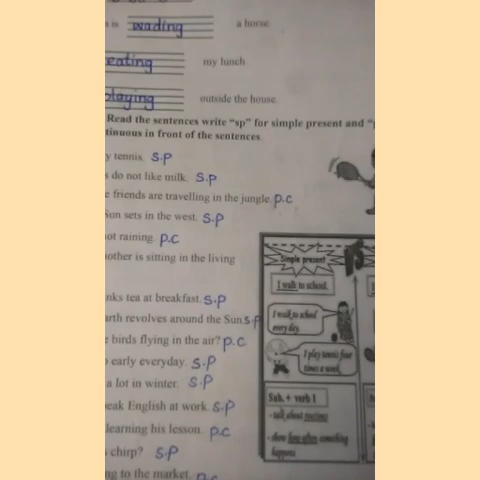 is wading a horse.
eating my lunch
playing outside the house.
Read the sentences write "sp" for simple present and "p
tinuous in front of the sentences.
y tennis. S.P
s do not like milk. S.P
e friends are travelling in the jungle. P.C
Sun sets in the west. S.P
not raining. P.C
nother is sitting in the living
nks tea at breakfast. S.P
arth revolves around the Sun. S.P
e birds flying in the air? P.C
early everyday. S.P
a lot in winter. S.P
peak English at work. S.P
learning his lesson. P.C
chirp? S.P
ng to the market. P.C
Simple present VS
I walk to school.
I walk to school
every day.
I play tennis four
times a week.
Sub. + verb 1
- talk about routines
- show how often something
happens